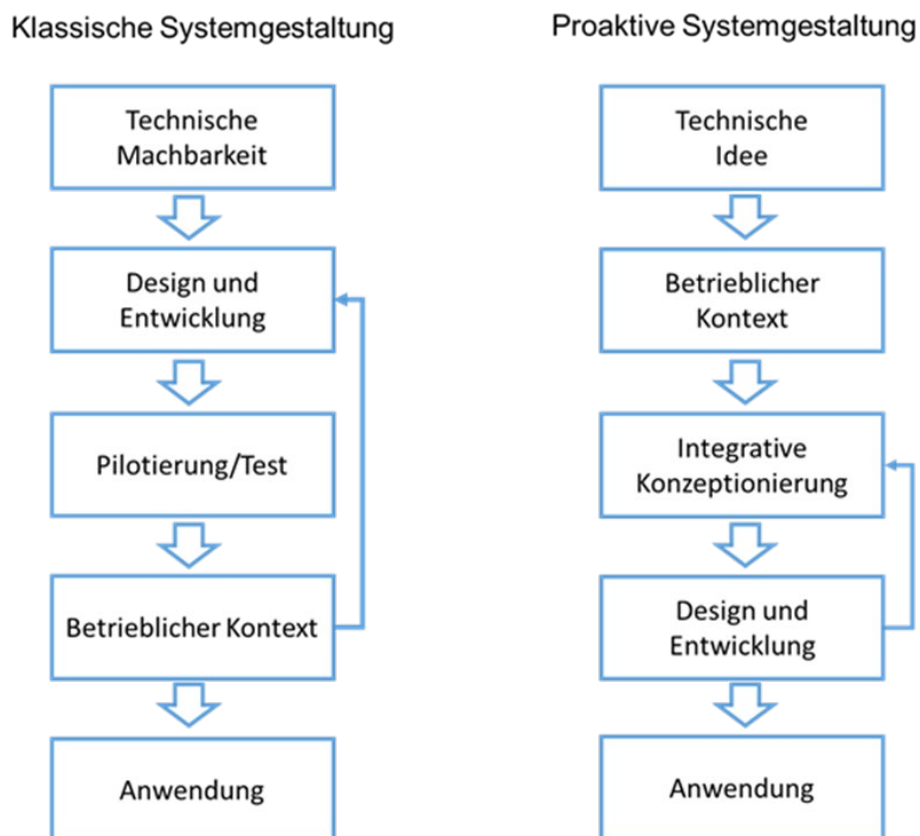 Klassische Systemgestaltung
Technische
Machbarkeit
Design und
Entwicklung
Pilotierung/Test
Betrieblicher Kontext
Anwendung
Proaktive Systemgestaltung
Technische
Idee
Betrieblicher
Kontext
Integrative
Konzeptionierung
Design und
Entwicklung
Anwendung